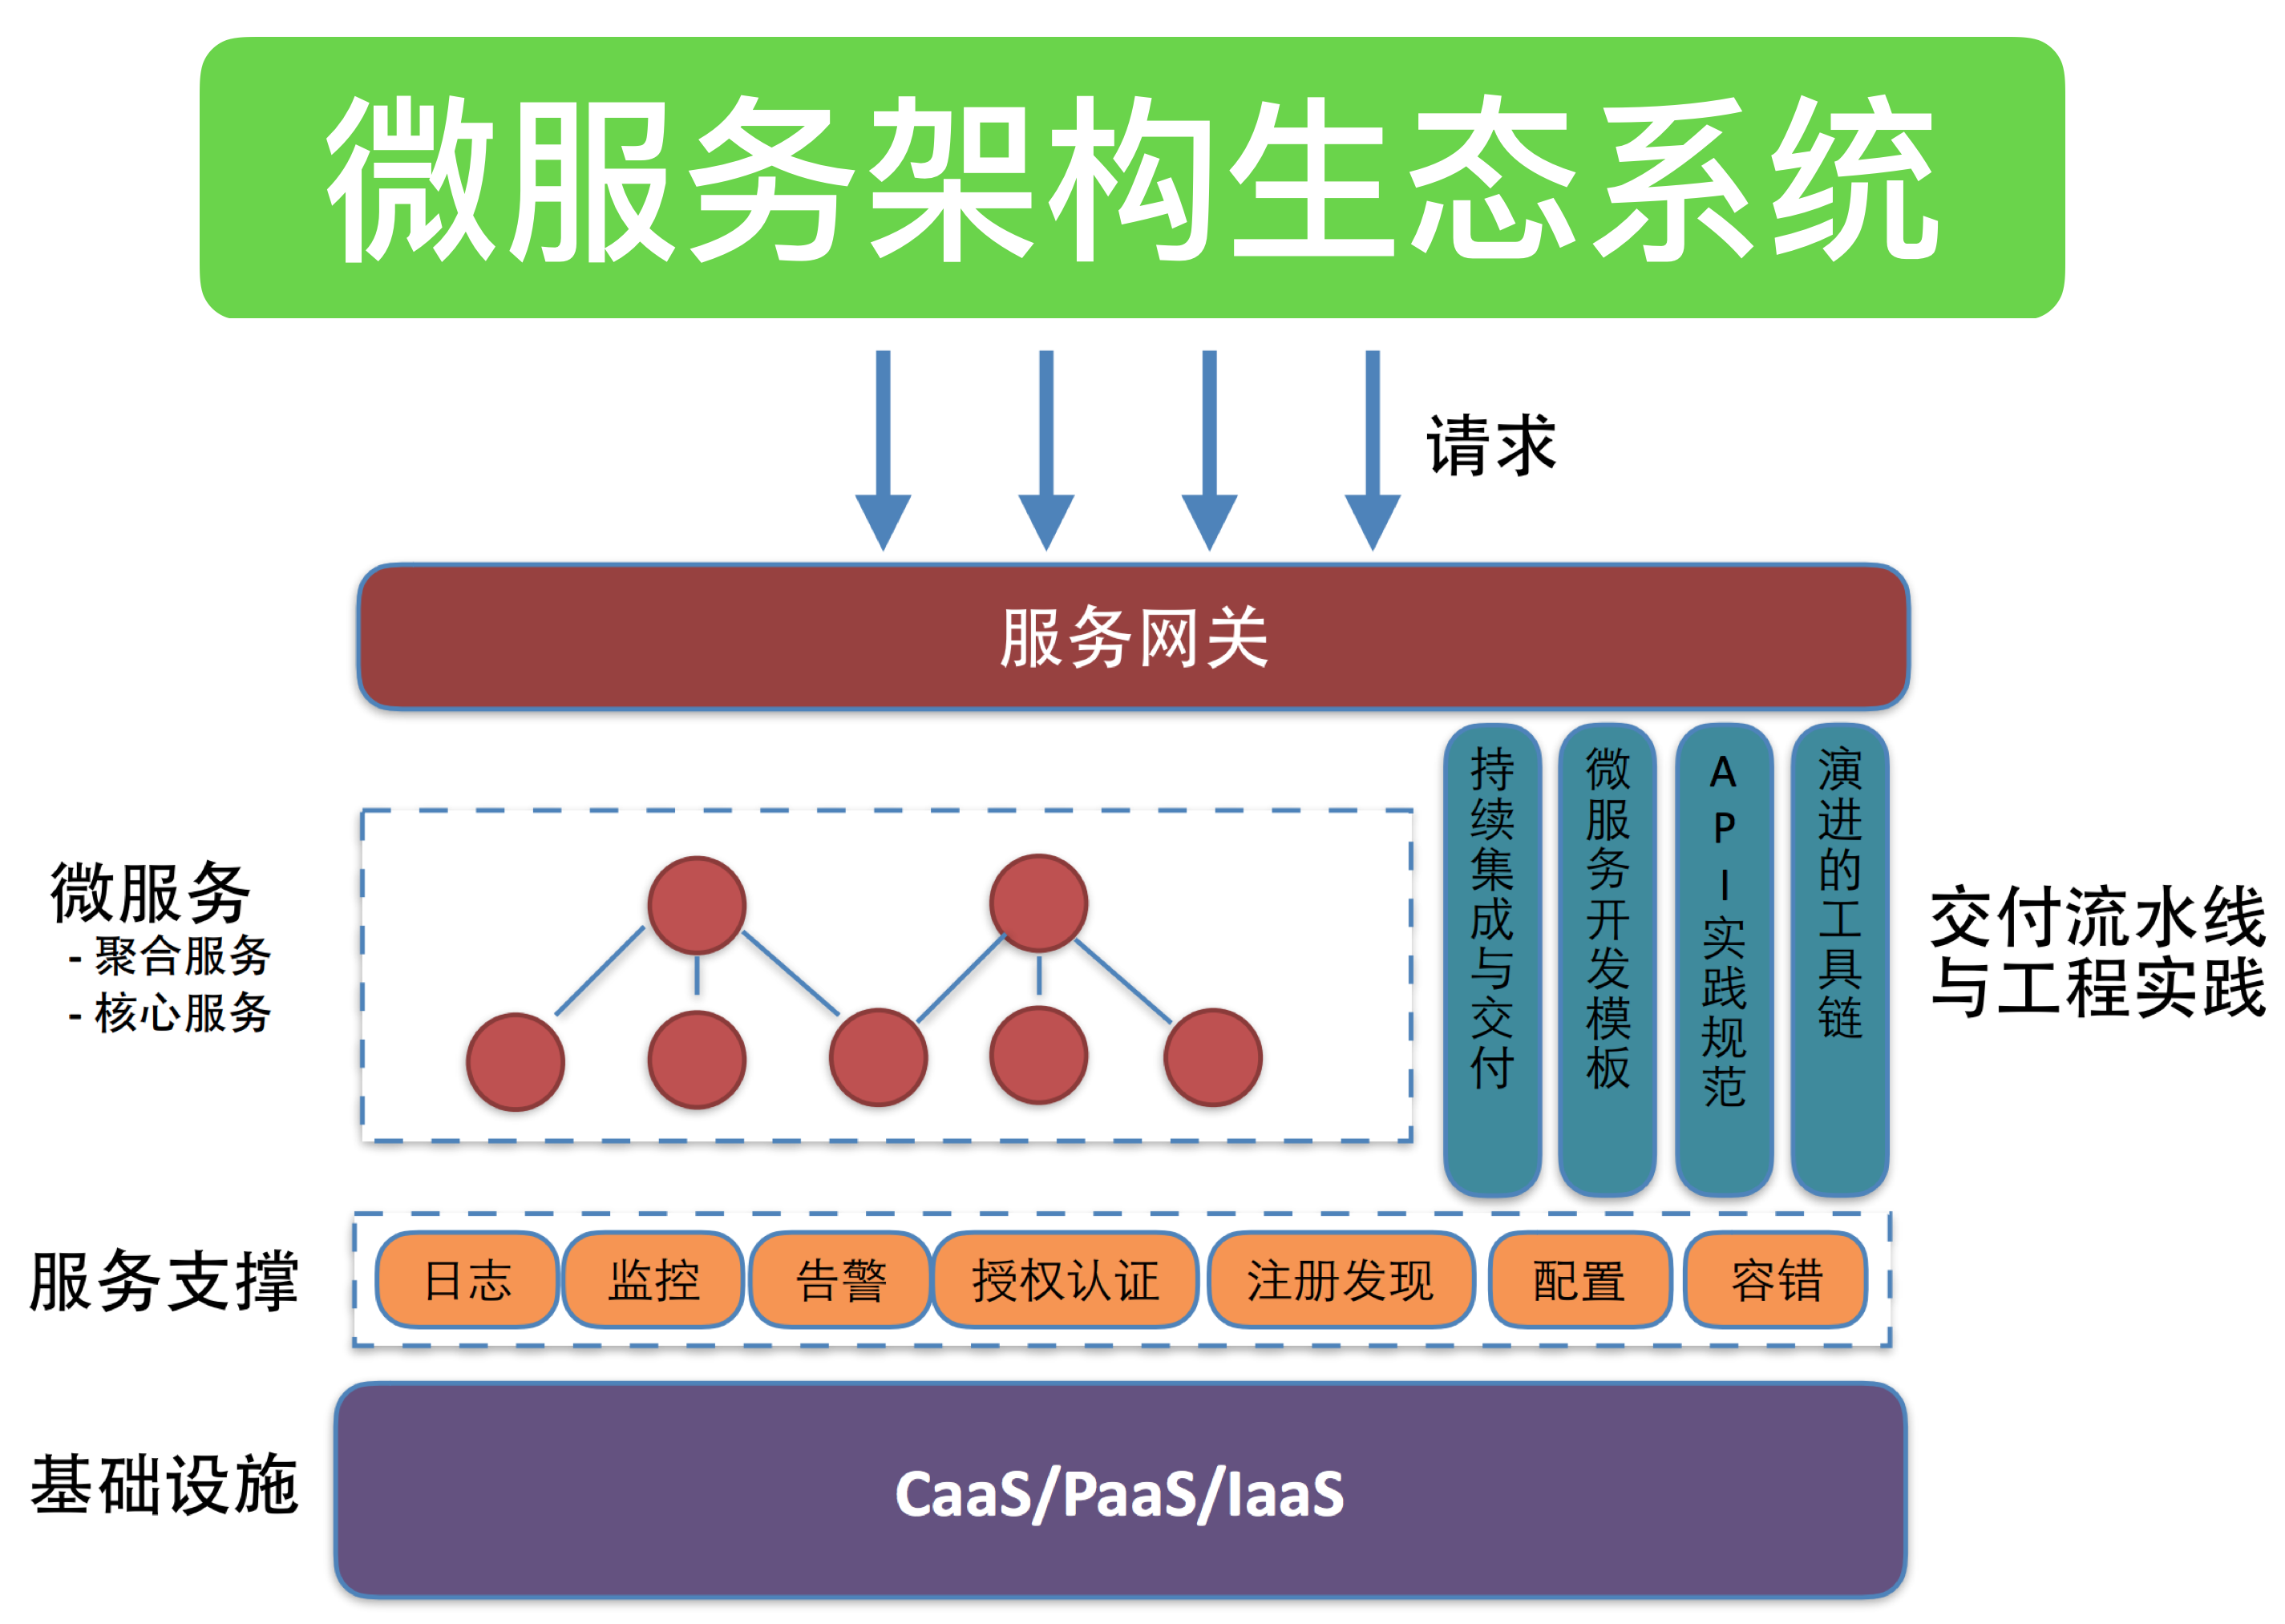 微服务架构生态系统
请求
服务网关
微服务
- 聚合服务
- 核心服务
持续集成与交付
微服务开发模板
API实践规范
演进的工具链
交付流水线
与工程实践
服务支撑
日志
监控
告警
授权认证
注册发现
配置
容错
基础设施
CaaS/PaaS/IaaS